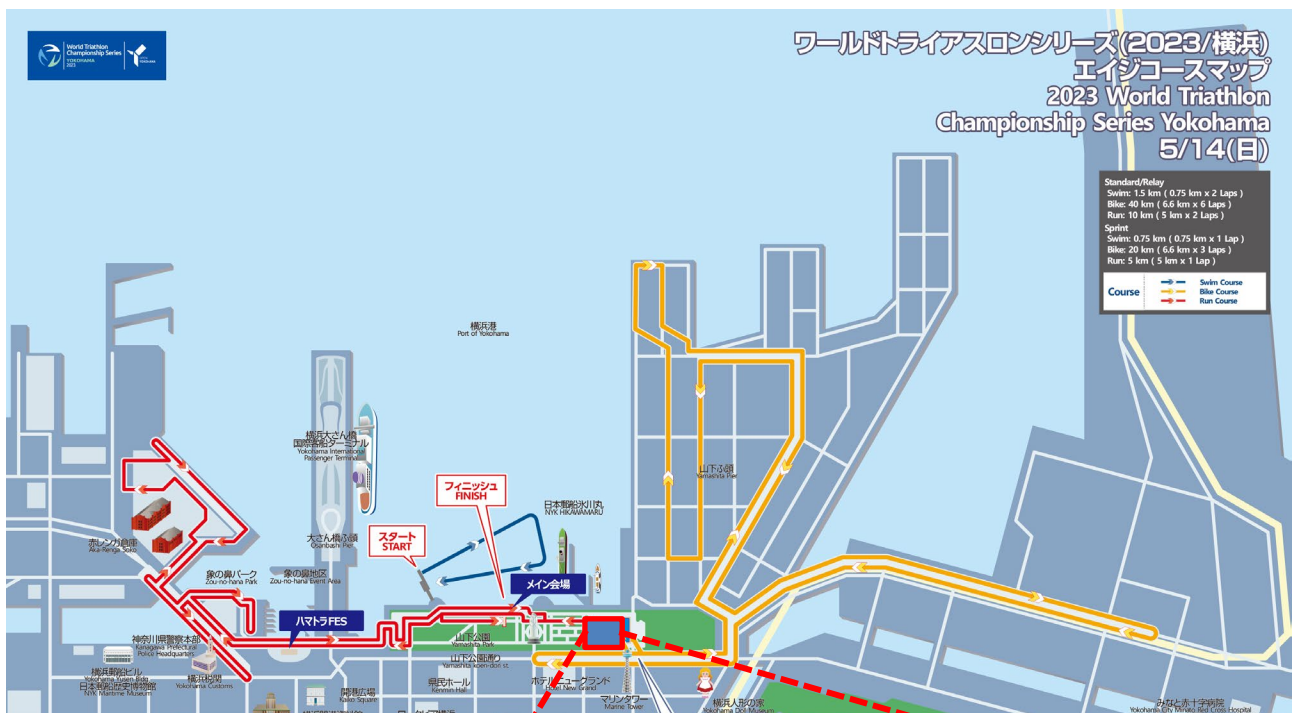 World Triathlon
Championship Series
YOKOHAMA
2023
ワールドトライアスロンシリーズ(2023/横浜)
エイジコースマップ
2023 World Triathlon
Championship Series Yokohama
5/14(日)
Standard/Relay
Swim: 1.5 km ( 0.75 km x 2 Laps )
Bike: 40 km ( 6.6 km x 6 Laps )
Run: 10 km ( 5 km x 2 Laps )
Sprint
Swim: 0.75 km ( 0.75 km x 1 Lap )
Bike: 20 km ( 6.6 km x 3 Laps )
Run: 5 km ( 5 km x 1 Lap )
Course
Swim Course
Bike Course
Run Course
横浜港
Port of Yokohama
横浜大さん橋
国際客船ターミナル
Yokohama International
Passenger Terminal
山下ふ頭
Yamashita Pier
フィニッシュ
FINISH
日本郵船氷川丸
NYK HIKAWAMARU
スタート
START
大さん橋ふ頭
Osanbashi Pier
赤レンガ倉庫
Aka-Renga Soko
象の鼻パーク
Zou-no-hana Park
象の鼻地区
Zou-no-hana Event Area
メイン会場
ハマトラFES
神奈川県警察本部
Kanagawa Prefectural
Police Headquarters
山下公園
Yamashita Park
山下公園通り
Yamashita koen-dori st.
横浜郵船ビル
Yokohama Yusen Bldg
日本郵船歴史博物館
NYK Maritime Museum
横浜税関
Yokohama Customs
開港広場
Kaiko Square
県民ホール
Kenmin Hall
ホテルニューグランド
Hotel New Grand
マリンタワー
Marine Tower
横浜人形の家
Yokohama Doll Museum
みなと赤十字病院
Yokohama City Minato Red Cross Hospital